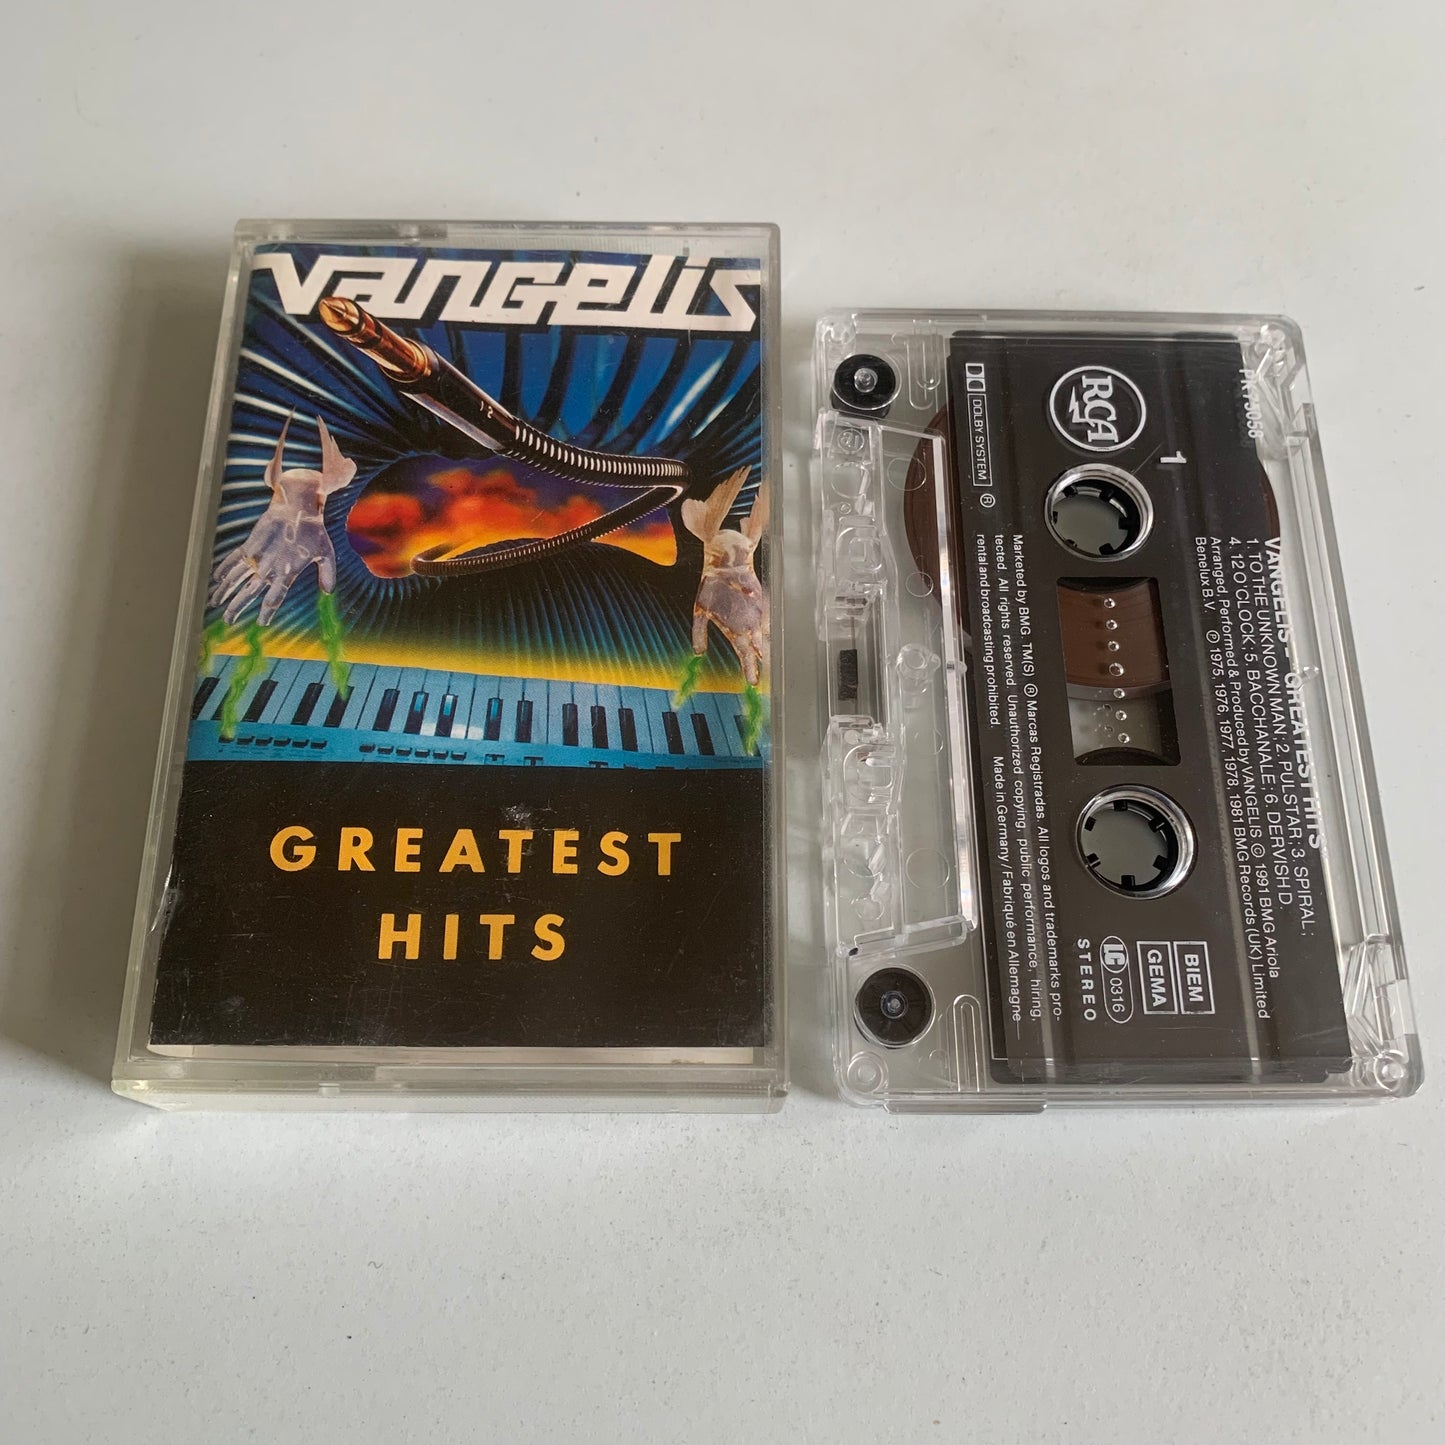 vangelis
GREATEST
HITS
RCA
1
PK 75058
DOLBY SYSTEM
®
VANGELIS - GREATEST HITS
1. TO THE UNKNOWN MAN; 2. PULSTAR; 3. SPIRAL;
4. 12 O'CLOCK; 5. BACCHANALE; 6. DERVISH D.
Arranged, Performed & Produced by VANGELIS © 1991 BMG Ariola
Benelux B.V. ℗ 1975, 1976, 1977, 1978, 1981 BMG Records (UK) Limited
BIEM
GEMA
LC 0316
STEREO
Marketed by BMG. TM(S) ® Marcas Registradas. All logos and trademarks pro-
tected. All rights reserved. Unauthorized copying, public performance, hiring,
rental and broadcasting prohibited. Made in Germany / Fabriqué en Allemagne